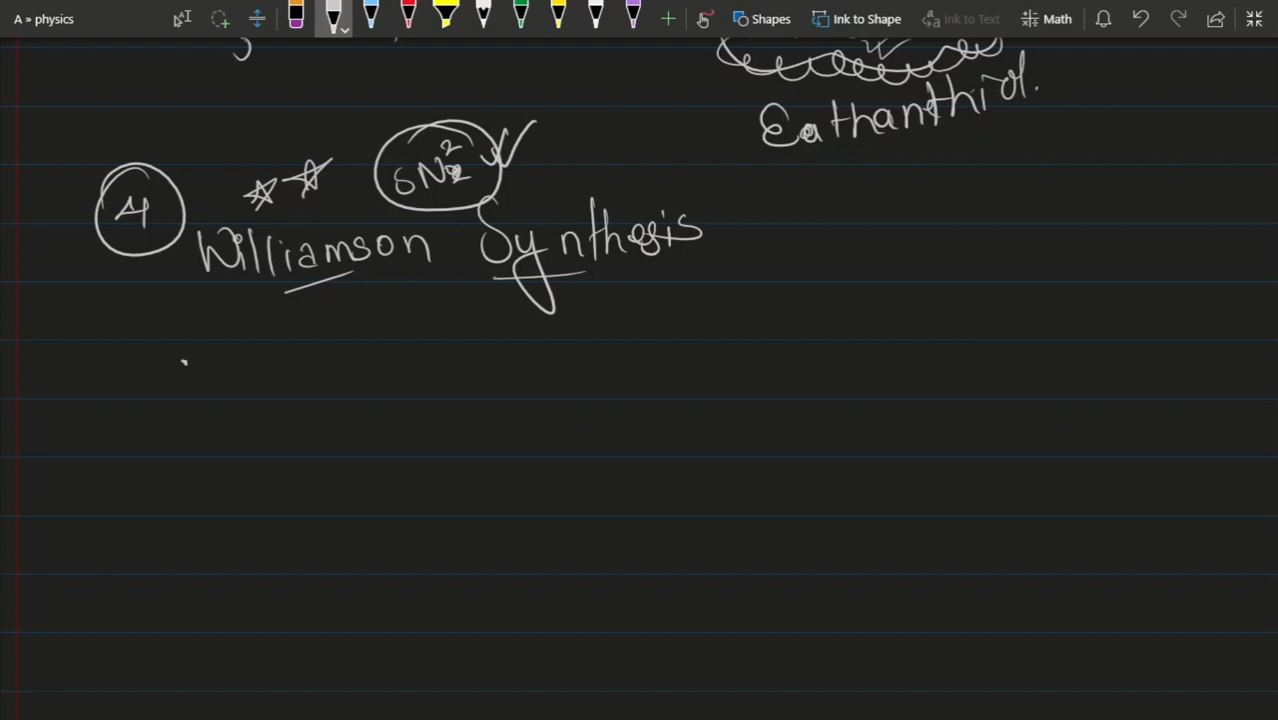 A » physics
Shapes
Ink to Shape
Ink to Text
Math
Eathanthiol.
SN2
4
Williamson Synthesis